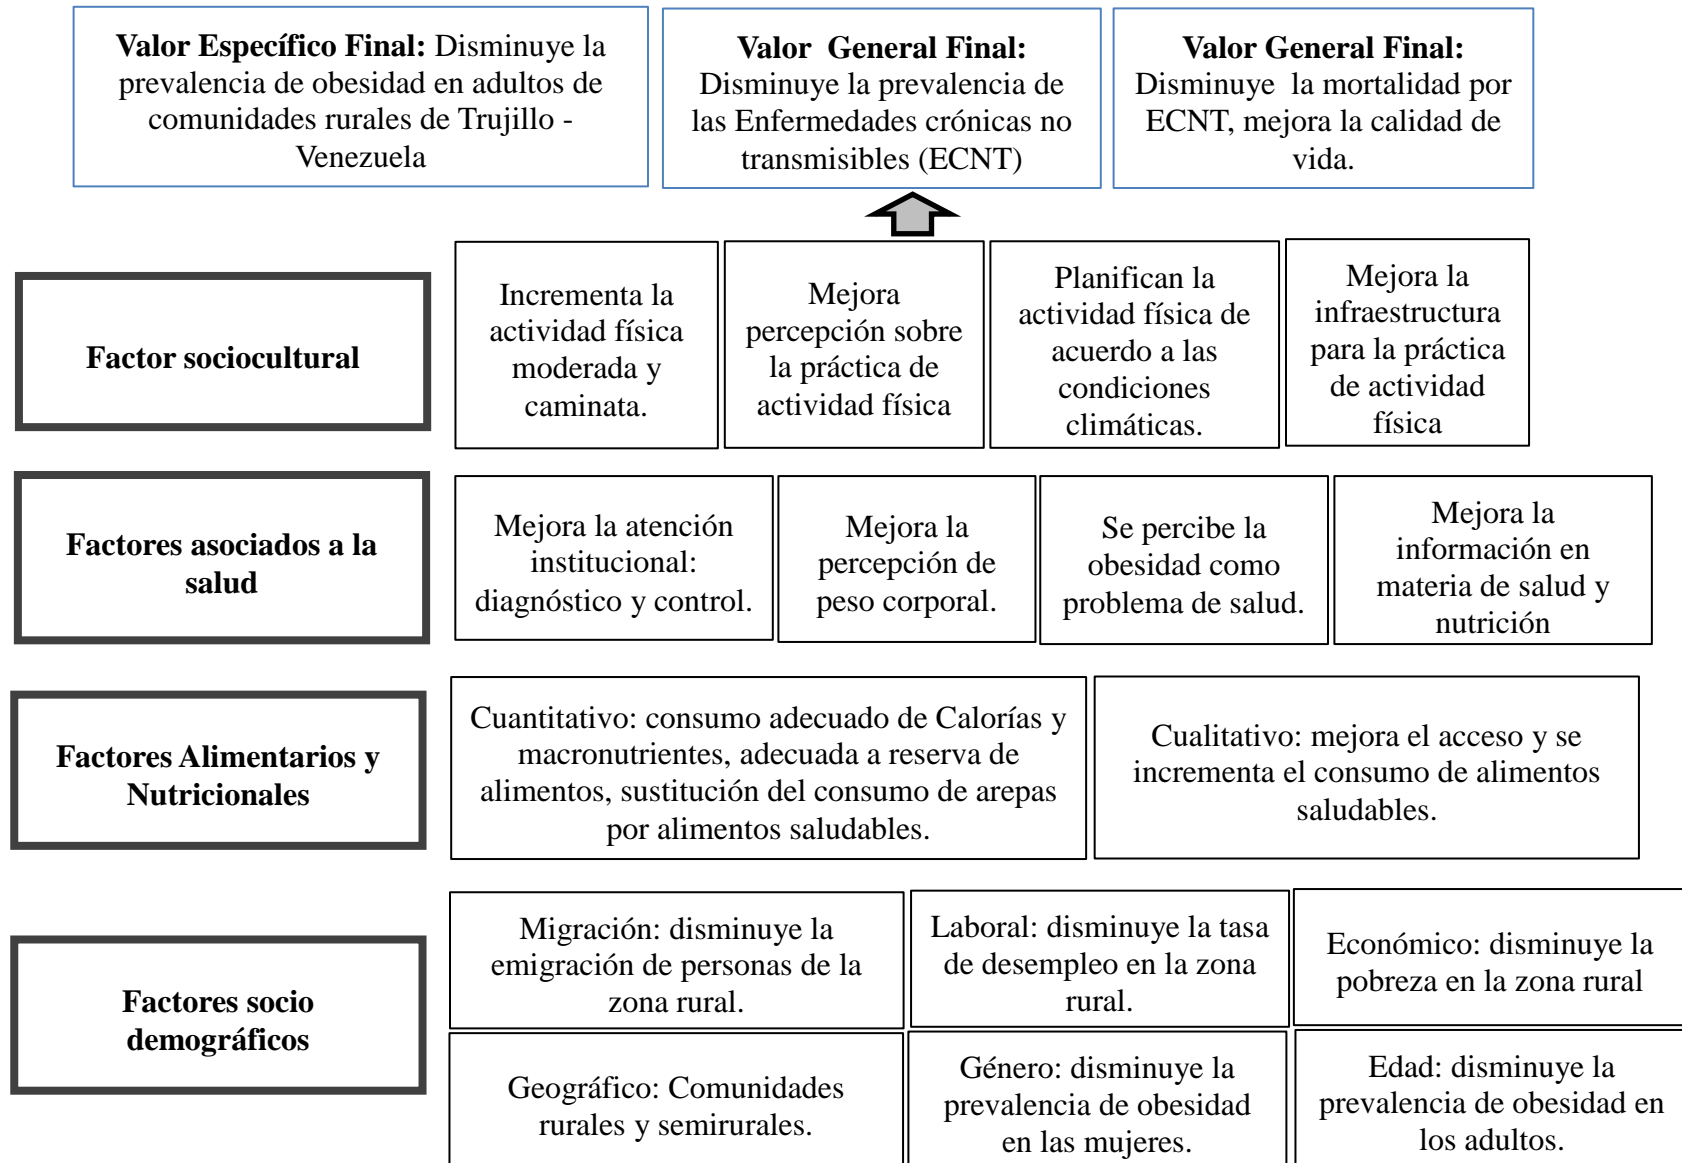 Valor Específico Final: Disminuye la
prevalencia de obesidad en adultos de
comunidades rurales de Trujillo -
Venezuela
Valor General Final:
Disminuye la prevalencia de
las Enfermedades crónicas no
transmisibles (ECNT)
Valor General Final:
Disminuye la mortalidad por
ECNT, mejora la calidad de
vida.
Factor sociocultural
Incrementa la
actividad física
moderada y
caminata.
Mejora
percepción sobre
la práctica de
actividad física
Planifican la
actividad física de
acuerdo a las
condiciones
climáticas.
Mejora la
infraestructura
para la práctica
de actividad
física
Factores asociados a la
salud
Mejora la atención
institucional:
diagnóstico y control.
Mejora la
percepción de
peso corporal.
Se percibe la
obesidad como
problema de salud.
Mejora la
información en
materia de salud y
nutrición
Factores Alimentarios y
Nutricionales
Cuantitativo: consumo adecuado de Calorías y
macronutrientes, adecuada a reserva de
alimentos, sustitución del consumo de arepas
por alimentos saludables.
Cualitativo: mejora el acceso y se
incrementa el consumo de alimentos
saludables.
Factores socio
demográficos
Migración: disminuye la
emigración de personas de la
zona rural.
Laboral: disminuye la tasa
de desempleo en la zona
rural.
Económico: disminuye la
pobreza en la zona rural
Geográfico: Comunidades
rurales y semirurales.
Género: disminuye la
prevalencia de obesidad
en las mujeres.
Edad: disminuye la
prevalencia de obesidad en
los adultos.